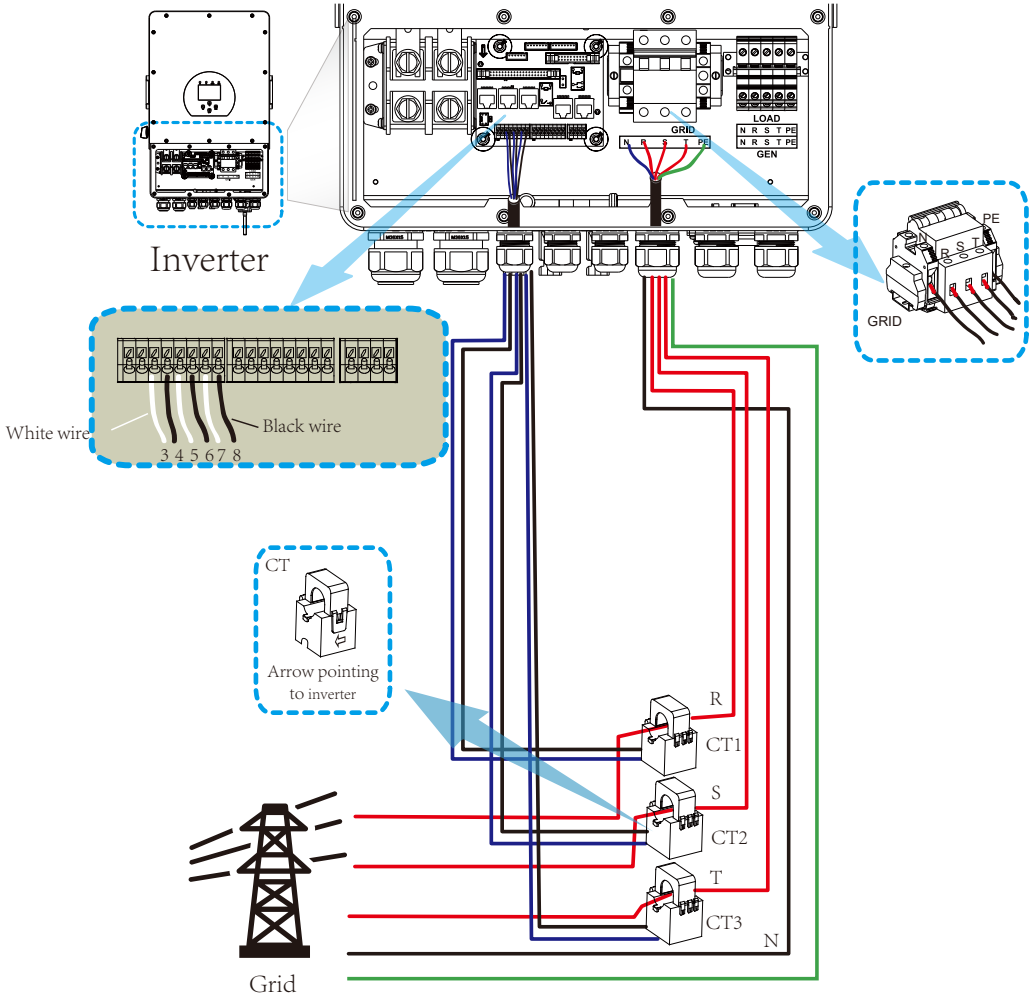 Inverter
LOAD
N R S T PE
GEN
GRID
N R S T PE
N
R S T
PE
GRID
White wire
Black wire
3 4 5 6 7 8
CT
Arrow pointing
to inverter
R
CT1
S
CT2
T
CT3
N
Grid